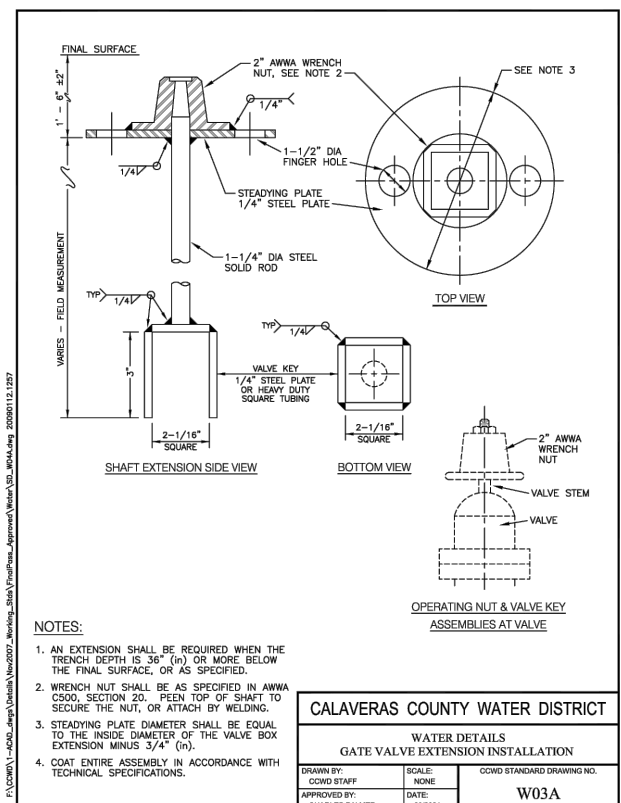 FINAL SURFACE
1' - 6" ±2"
2" AWWA WRENCH
NUT, SEE NOTE 2
1/4"
SEE NOTE 3
1-1/2" DIA
FINGER HOLE
1/4
STEADYING PLATE
1/4" STEEL PLATE
VARIES - FIELD MEASUREMENT
1-1/4" DIA STEEL
SOLID ROD
TOP VIEW
TYP
1/4
TYP
1/4
3"
VALVE KEY
1/4" STEEL PLATE
OR HEAVY DUTY
SQUARE TUBING
2-1/16"
SQUARE
2-1/16"
SQUARE
SHAFT EXTENSION SIDE VIEW
BOTTOM VIEW
2" AWWA
WRENCH
NUT
VALVE STEM
VALVE
OPERATING NUT & VALVE KEY
ASSEMBLIES AT VALVE
F:\CCWD\1-ACAD_dwgs\Details\Nov2007_Working_Stds\FinalPass_Approved\Water\SD_W04A.dwg 20090112.1257
NOTES:
1. AN EXTENSION SHALL BE REQUIRED WHEN THE
TRENCH DEPTH IS 36" (in) OR MORE BELOW
THE FINAL SURFACE, OR AS SPECIFIED.
2. WRENCH NUT SHALL BE AS SPECIFIED IN AWWA
C500, SECTION 20. PEEN TOP OF SHAFT TO
SECURE THE NUT, OR ATTACH BY WELDING.
3. STEADYING PLATE DIAMETER SHALL BE EQUAL
TO THE INSIDE DIAMETER OF THE VALVE BOX
EXTENSION MINUS 3/4" (in).
4. COAT ENTIRE ASSEMBLY IN ACCORDANCE WITH
TECHNICAL SPECIFICATIONS.
CALAVERAS COUNTY WATER DISTRICT
WATER DETAILS
GATE VALVE EXTENSION INSTALLATION
DRAWN BY:
CCWD STAFF
SCALE:
NONE
CCWD STANDARD DRAWING NO.
W03A
APPROVED BY:
DATE: